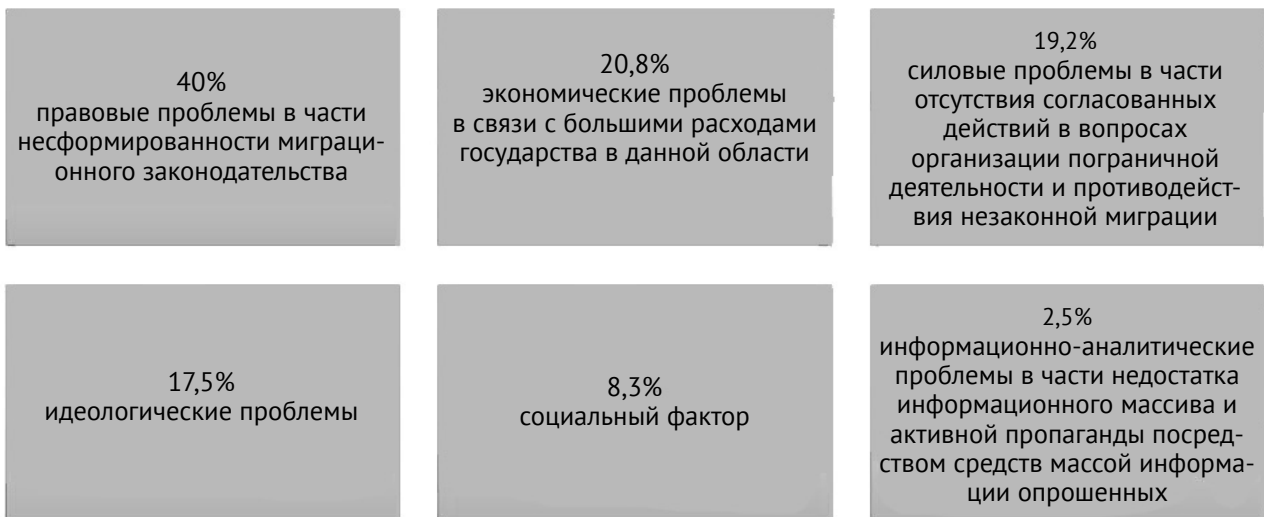 40%
правовые проблемы в части
несформированности миграци-
онного законодательства
20,8%
экономические проблемы
в связи с большими расходами
государства в данной области
19,2%
силовые проблемы в части
отсутствия согласованных
действий в вопросах
организации пограничной
деятельности и противодейст-
вия незаконной миграции
17,5%
идеологические проблемы
8,3%
социальный фактор
2,5%
информационно-аналитические
проблемы в части недостатка
информационного массива и
активной пропаганды посред-
ством средств массой информа-
ции опрошенных